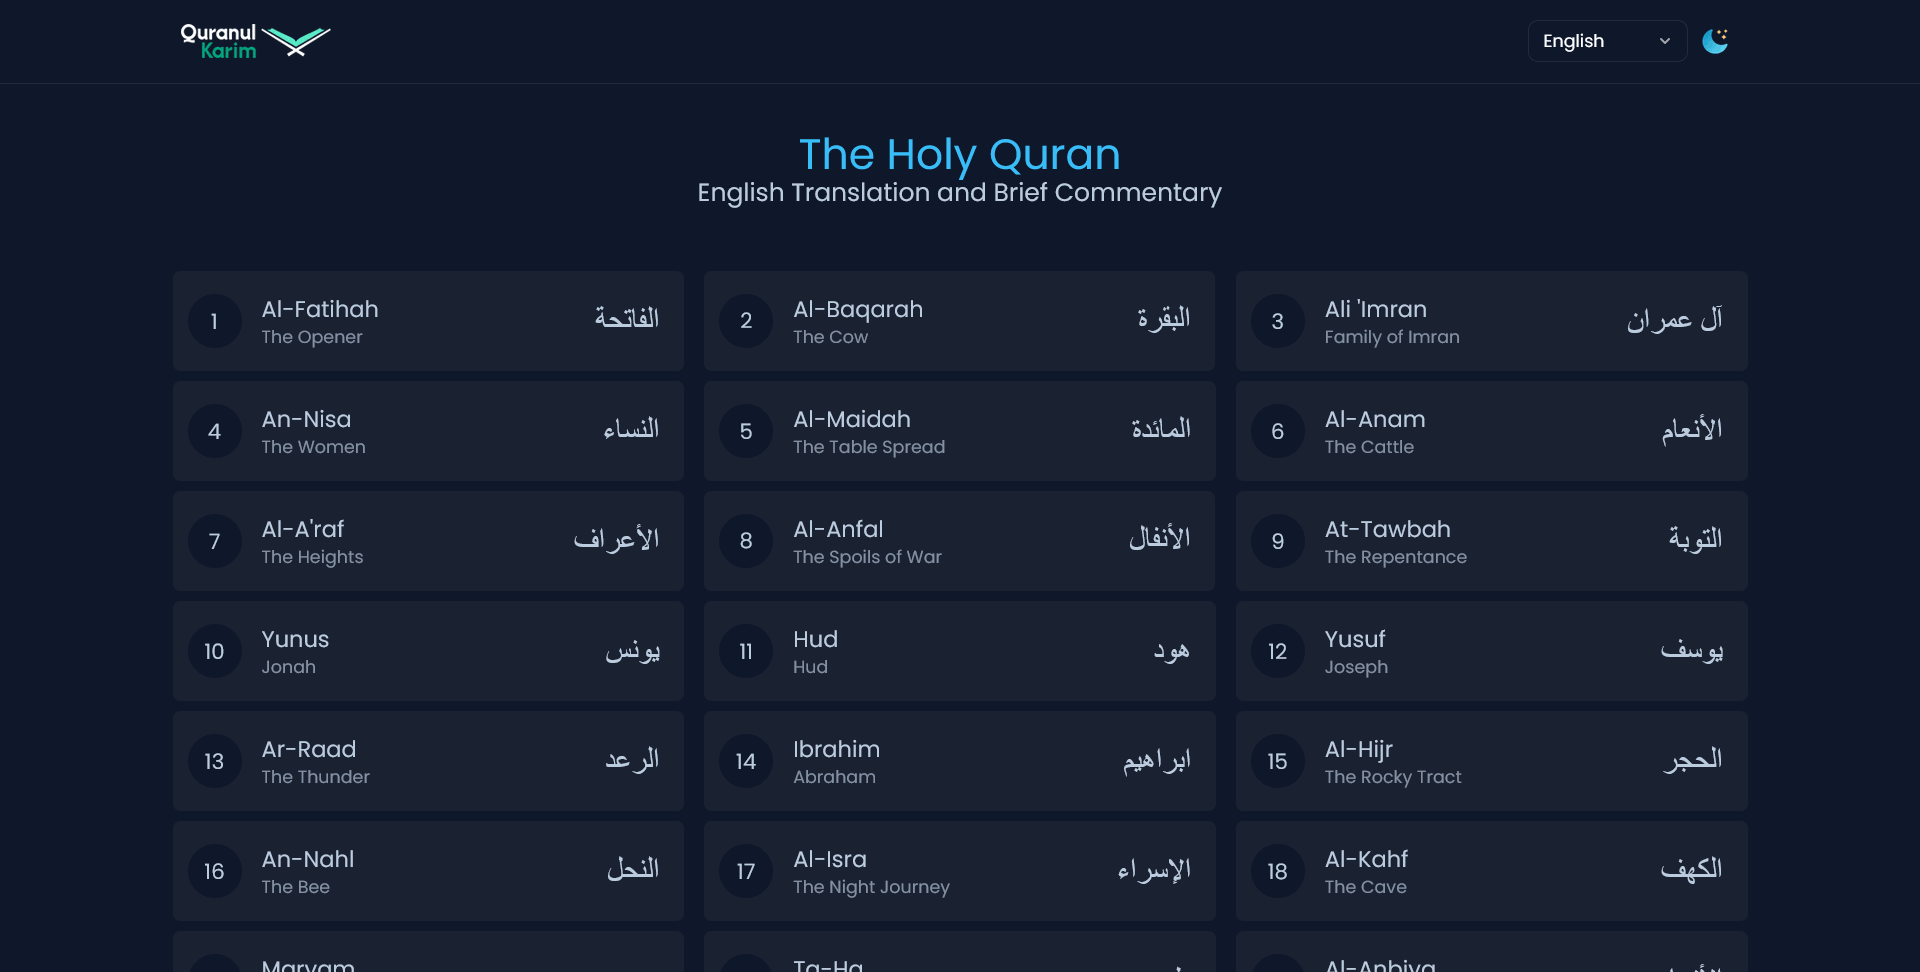 Quranul
Karim
English
The Holy Quran
English Translation and Brief Commentary
1
Al-Fatihah
The Opener
الفاتحة
2
Al-Baqarah
The Cow
البقرة
3
Ali 'Imran
Family of Imran
آل عمران
4
An-Nisa
The Women
النساء
5
Al-Maidah
The Table Spread
المائدة
6
Al-Anam
The Cattle
الأنعام
7
Al-A'raf
The Heights
الأعراف
8
Al-Anfal
The Spoils of War
الأنفال
9
At-Tawbah
The Repentance
التوبة
10
Yunus
Jonah
يونس
11
Hud
Hud
هود
12
Yusuf
Joseph
يوسف
13
Ar-Raad
The Thunder
الرعد
14
Ibrahim
Abraham
ابراهيم
15
Al-Hijr
The Rocky Tract
الحجر
16
An-Nahl
The Bee
النحل
17
Al-Isra
The Night Journey
الإسراء
18
Al-Kahf
The Cave
الكهف
Maryam
Ta-Ha
Al-Anbiya